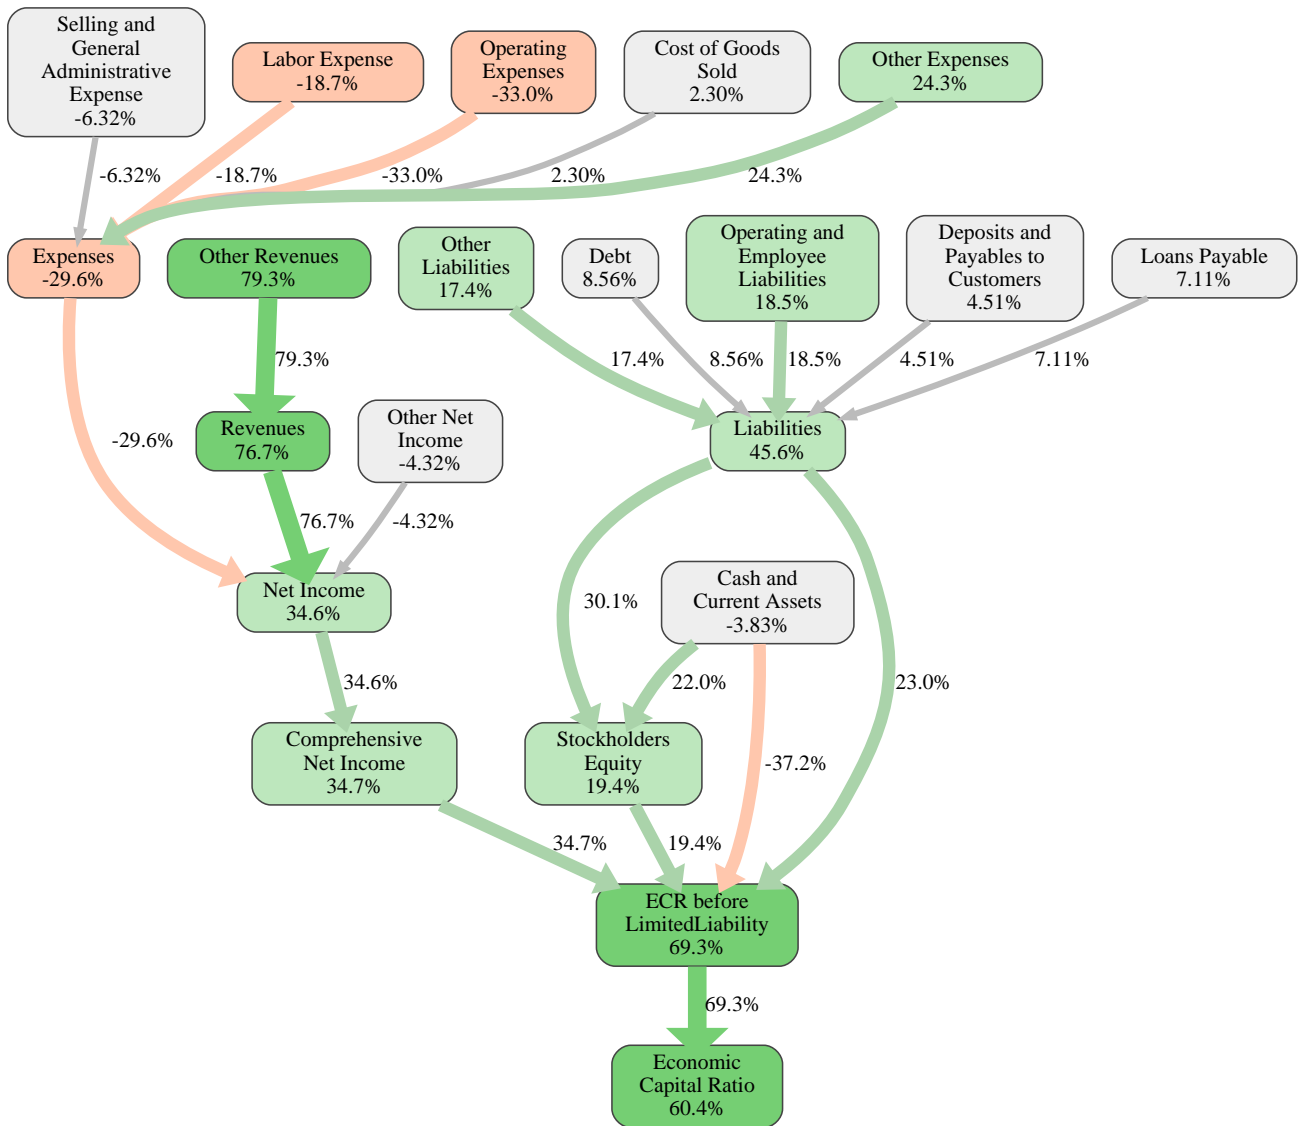 Selling and
General
Administrative
Expense
-6.32%
Labor Expense
-18.7%
Operating
Expenses
-33.0%
Cost of Goods
Sold
2.30%
Other Expenses
24.3%
-6.32%
-18.7%
-33.0%
2.30%
24.3%
Expenses
-29.6%
Other Revenues
79.3%
Other
Liabilities
17.4%
Debt
8.56%
Operating and
Employee
Liabilities
18.5%
Deposits and
Payables to
Customers
4.51%
Loans Payable
7.11%
79.3%
17.4%
8.56%
18.5%
4.51%
7.11%
Revenues
76.7%
Other Net
Income
-4.32%
Liabilities
45.6%
-29.6%
76.7%
-4.32%
Net Income
34.6%
30.1%
Cash and
Current Assets
-3.83%
34.6%
22.0%
23.0%
Comprehensive
Net Income
34.7%
Stockholders
Equity
19.4%
-37.2%
34.7%
19.4%
ECR before
LimitedLiability
69.3%
69.3%
Economic
Capital Ratio
60.4%